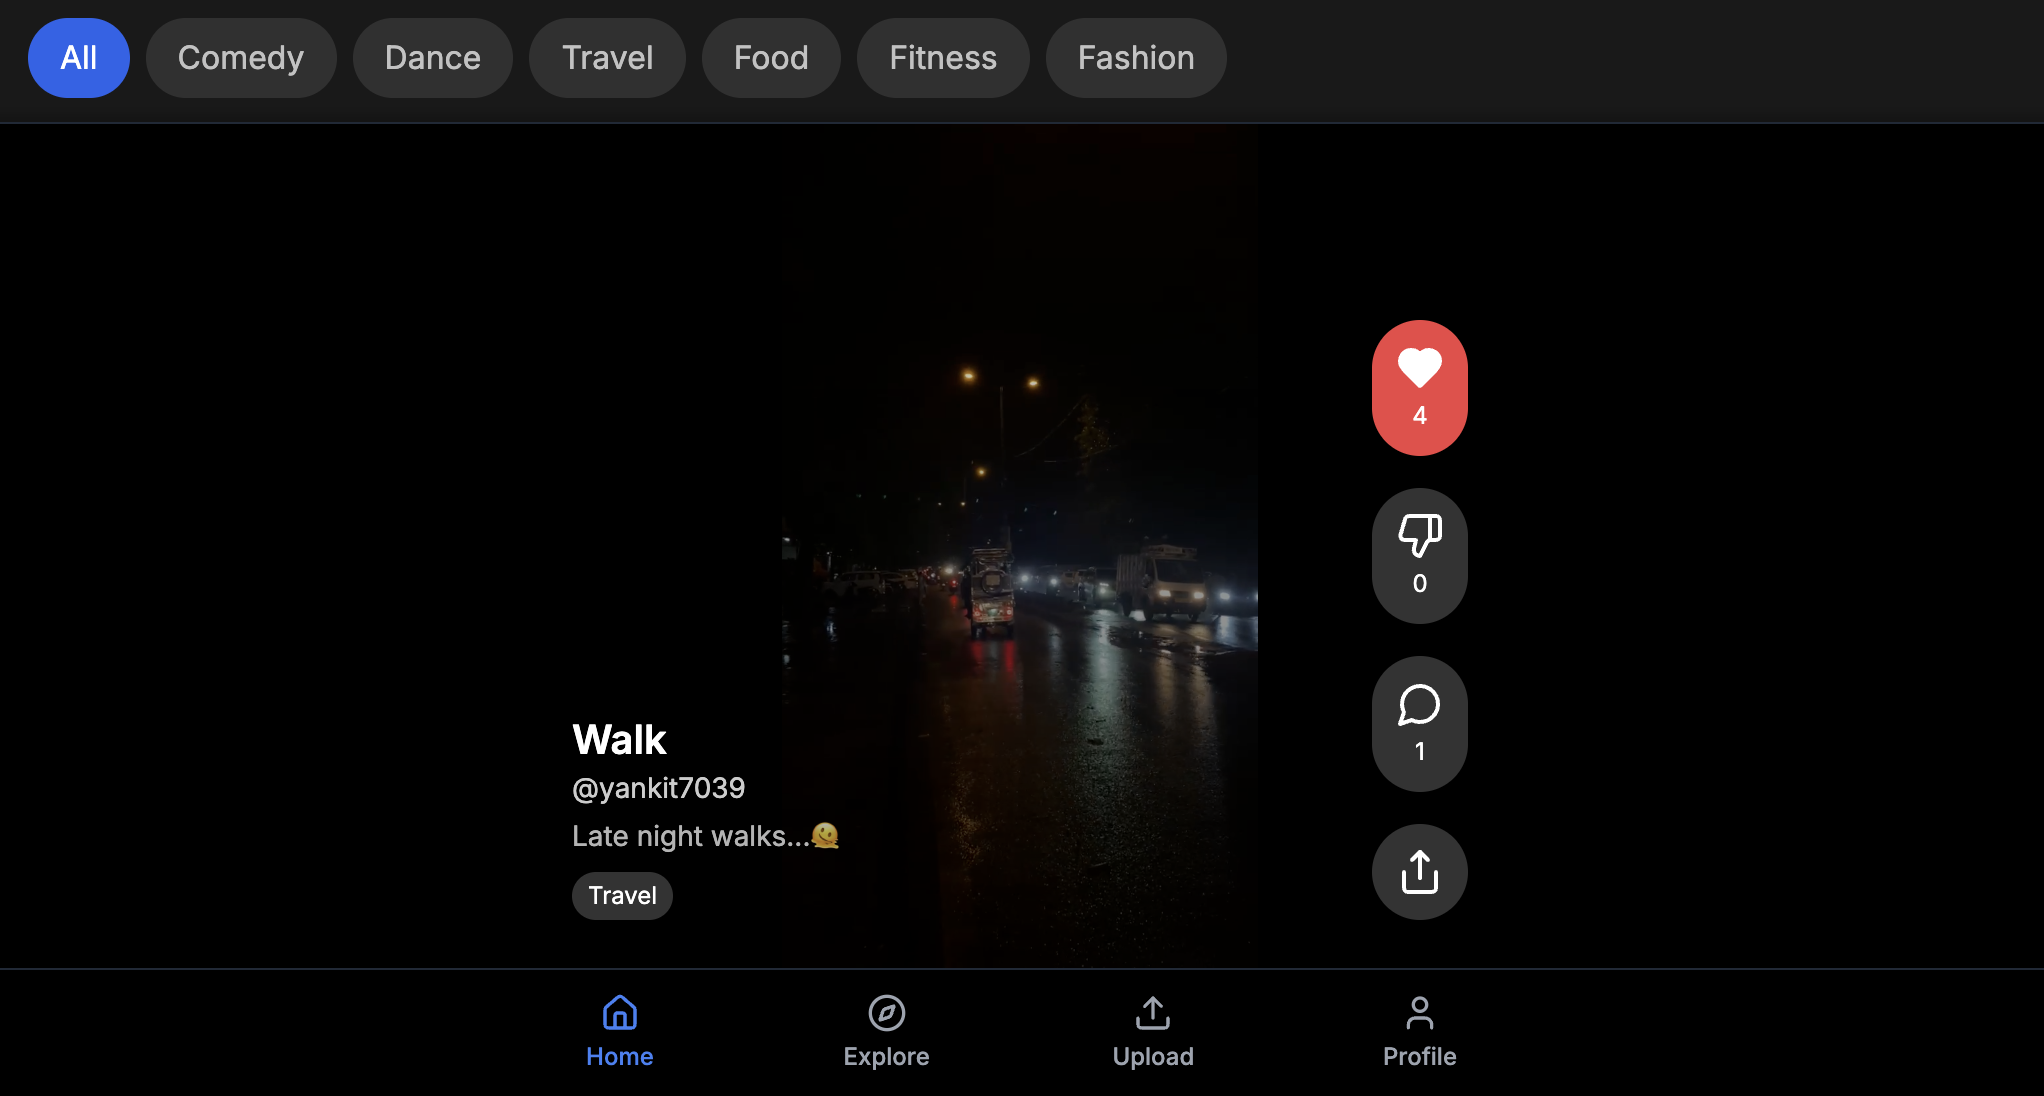 All
Comedy
Dance
Travel
Food
Fitness
Fashion
4
0
1
Walk
@yankit7039
Late night walks...🫠
Travel
Home
Explore
Upload
Profile